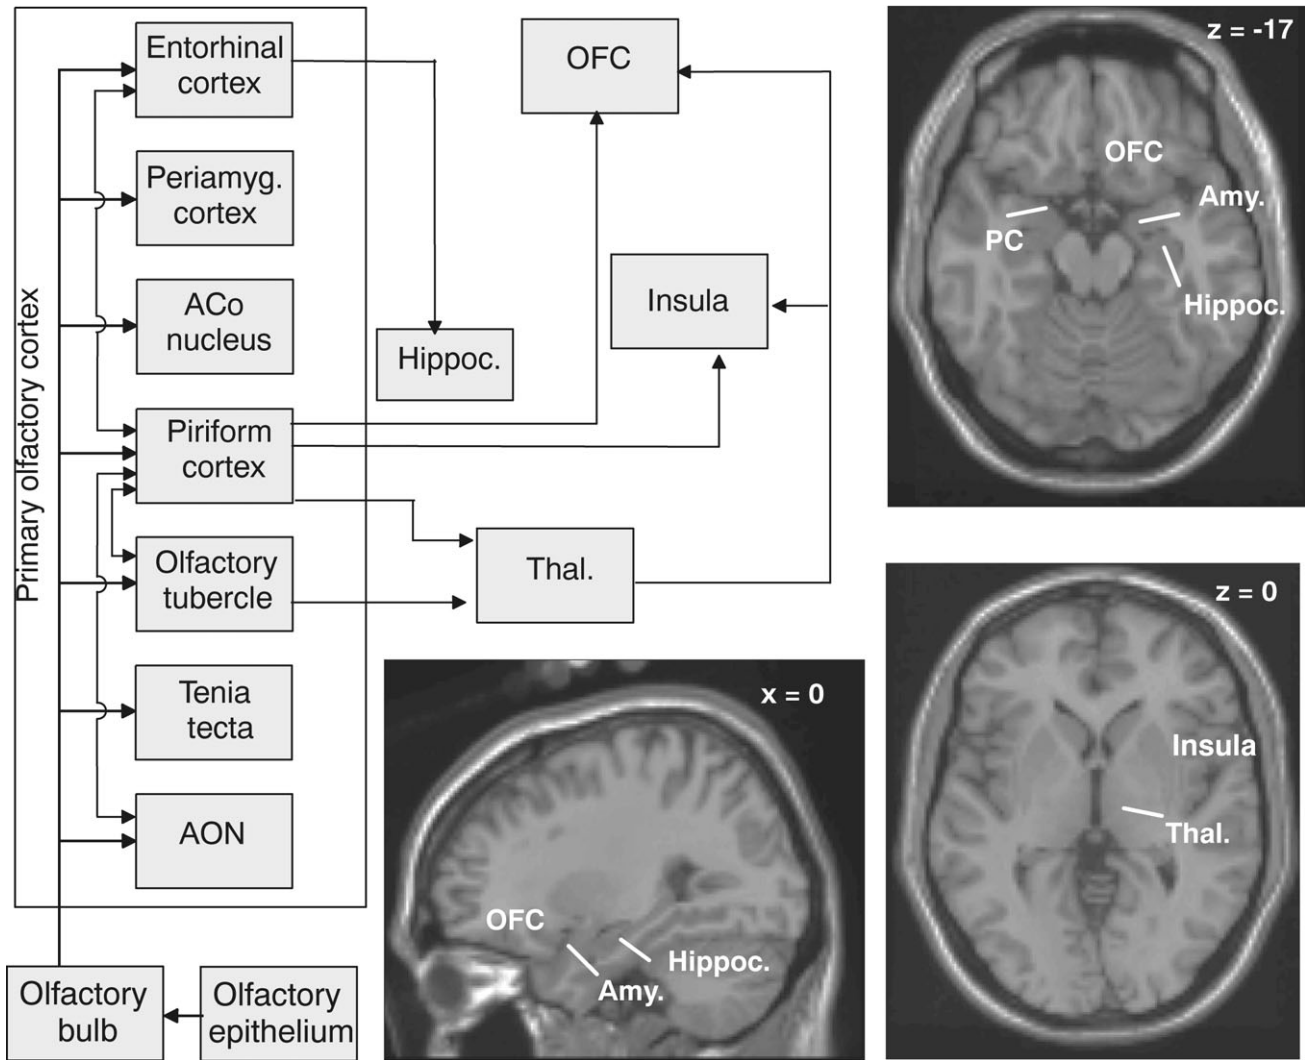 Primary olfactory cortex
Entorhinal
cortex
Periamyg.
cortex
ACo
nucleus
Piriform
cortex
Olfactory
tubercle
Tenia
tecta
AON
Olfactory
bulb
Olfactory
epithelium
Hippoc.
OFC
Insula
Thal.
x = 0
OFC
Hippoc.
Amy.
z = -17
OFC
Amy.
PC
Hippoc.
z = 0
Insula
Thal.